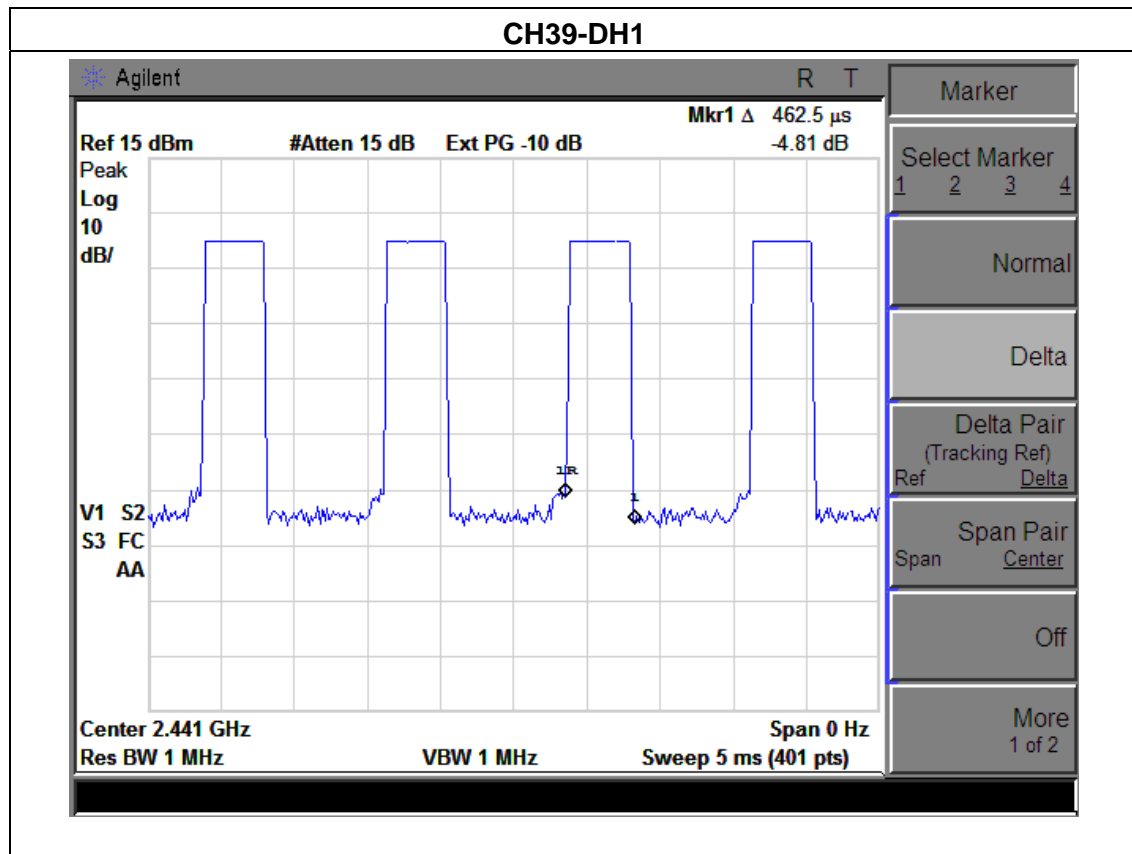 CH39-DH1
Agilent R T
Mkr1 Δ 462.5 µs
Ref 15 dBm #Atten 15 dB Ext PG -10 dB -4.81 dB
Peak
Log
10
dB/
1R
1
V1 S2
S3 FC
AA
Center 2.441 GHz Span 0 Hz
Res BW 1 MHz VBW 1 MHz Sweep 5 ms (401 pts)
Marker
Select Marker
1 2 3 4
Normal
Delta
Delta Pair
(Tracking Ref)
Ref Delta
Span Pair
Span Center
Off
More
1 of 2